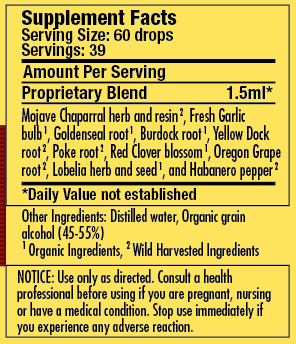 Supplement Facts
Serving Size: 60 drops
Servings: 39
Amount Per Serving
Proprietary Blend 1.5ml*
Mojave Chaparral herb and resin², Fresh Garlic
bulb¹, Goldenseal root¹, Burdock root¹, Yellow Dock
root², Poke root², Red Clover blossom¹, Oregon Grape
root², Lobelia herb and seed¹, and Habanero pepper²
*Daily Value not established
Other Ingredients: Distilled water, Organic grain
alcohol (45-55%)
¹ Organic Ingredients, ² Wild Harvested Ingredients
NOTICE: Use only as directed. Consult a health
professional before using if you are pregnant, nursing
or have a medical condition. Stop use immediately if
you experience any adverse reaction.